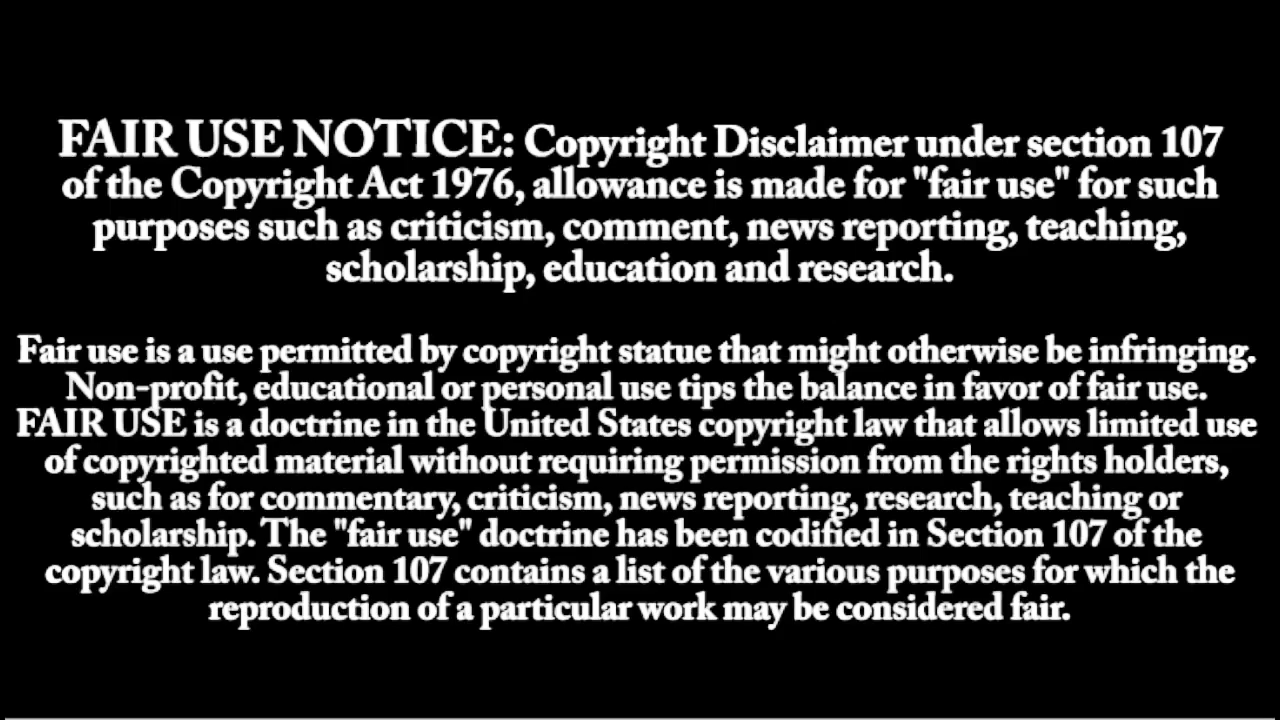 FAIR USE NOTICE: Copyright Disclaimer under section 107
of the Copyright Act 1976, allowance is made for "fair use" for such
purposes such as criticism, comment, news reporting, teaching,
scholarship, education and research.
Fair use is a use permitted by copyright statue that might otherwise be infringing.
Non-profit, educational or personal use tips the balance in favor of fair use.
FAIR USE is a doctrine in the United States copyright law that allows limited use
of copyrighted material without requiring permission from the rights holders,
such as for commentary, criticism, news reporting, research, teaching or
scholarship. The "fair use" doctrine has been codified in Section 107 of the
copyright law. Section 107 contains a list of the various purposes for which the
reproduction of a particular work may be considered fair.